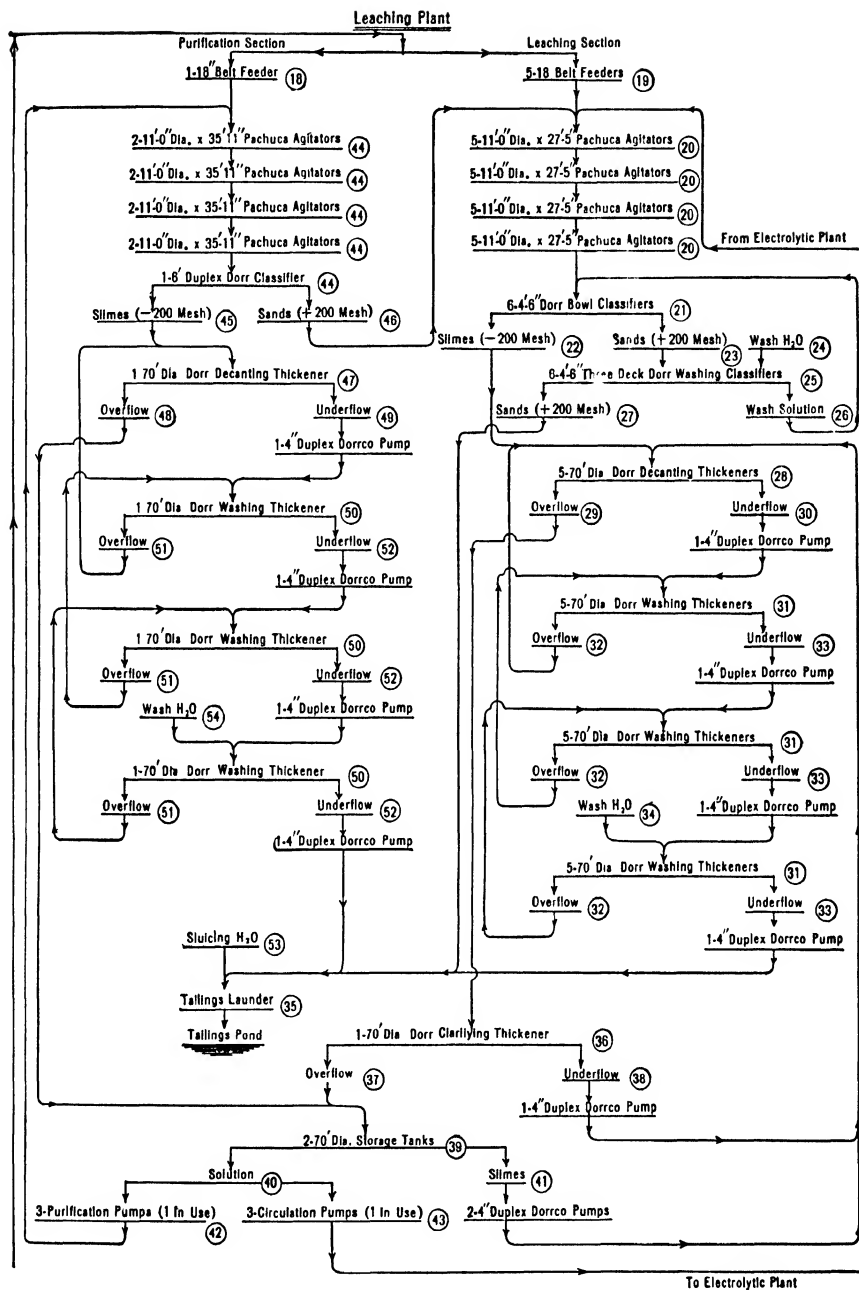 Leaching Plant
Purification Section
Leaching Section
1-18" Belt Feeder 18
5-18 Belt Feeders 19
2-11'-0" Dia. x 35'11" Pachuca Agitators 44
5-11'-0" Dia. x 27'-5" Pachuca Agitators 20
2-11'-0" Dia. x 35'11" Pachuca Agitators 44
5-11'-0" Dia. x 27'-5" Pachuca Agitators 20
2-11'-0" Dia. x 35'11" Pachuca Agitators 44
5-11'-0" Dia. x 27'-5" Pachuca Agitators 20
2-11'-0" Dia. x 35'11" Pachuca Agitators 44
5-11'-0" Dia. x 27'-5" Pachuca Agitators 20
From Electrolytic Plant
1-6' Duplex Dorr Classifier 44
6-4'-6" Dorr Bowl Classifiers 21
Slimes (-200 Mesh) 45
Sands (+200 Mesh) 46
Slimes (-200 Mesh) 22
Sands (+200 Mesh) 23
Wash H2O 24
1 70' Dia Dorr Decanting Thickener 47
6-4'-6" Three Deck Dorr Washing Classifiers 25
Overflow 48
Underflow 49
Sands (+200 Mesh) 27
Wash Solution 26
1-4" Duplex Dorrco Pump
5-70' Dia Dorr Decanting Thickeners 28
1 70' Dia Dorr Washing Thickener 50
Overflow 29
Underflow 30
Overflow 51
Underflow 52
1-4" Duplex Dorrco Pump
1-4" Duplex Dorrco Pump
5-70' Dia Dorr Washing Thickeners 31
1 70' Dia Dorr Washing Thickener 50
Overflow 32
Underflow 33
Overflow 51
Underflow 52
1-4" Duplex Dorrco Pump
Wash H2O 54
1-4" Duplex Dorrco Pump
5-70' Dia Dorr Washing Thickeners 31
1-70' Dia Dorr Washing Thickener 50
Overflow 32
Underflow 33
Overflow 51
Underflow 52
Wash H2O 34
1-4" Duplex Dorrco Pump
1-4" Duplex Dorrco Pump
5-70' Dia Dorr Washing Thickeners 31
Overflow 32
Underflow 33
Sluicing H2O 53
1-4" Duplex Dorrco Pump
Tailings Launder 35
Tailings Pond
1-70' Dia Dorr Clarifying Thickener 36
Overflow 37
Underflow 38
1-4" Duplex Dorrco Pump
2-70' Dia. Storage Tanks 39
Solution 40
Slimes 41
3-Purification Pumps (1 In Use) 42
3-Circulation Pumps (1 In Use) 43
2-4" Duplex Dorrco Pumps
To Electrolytic Plant